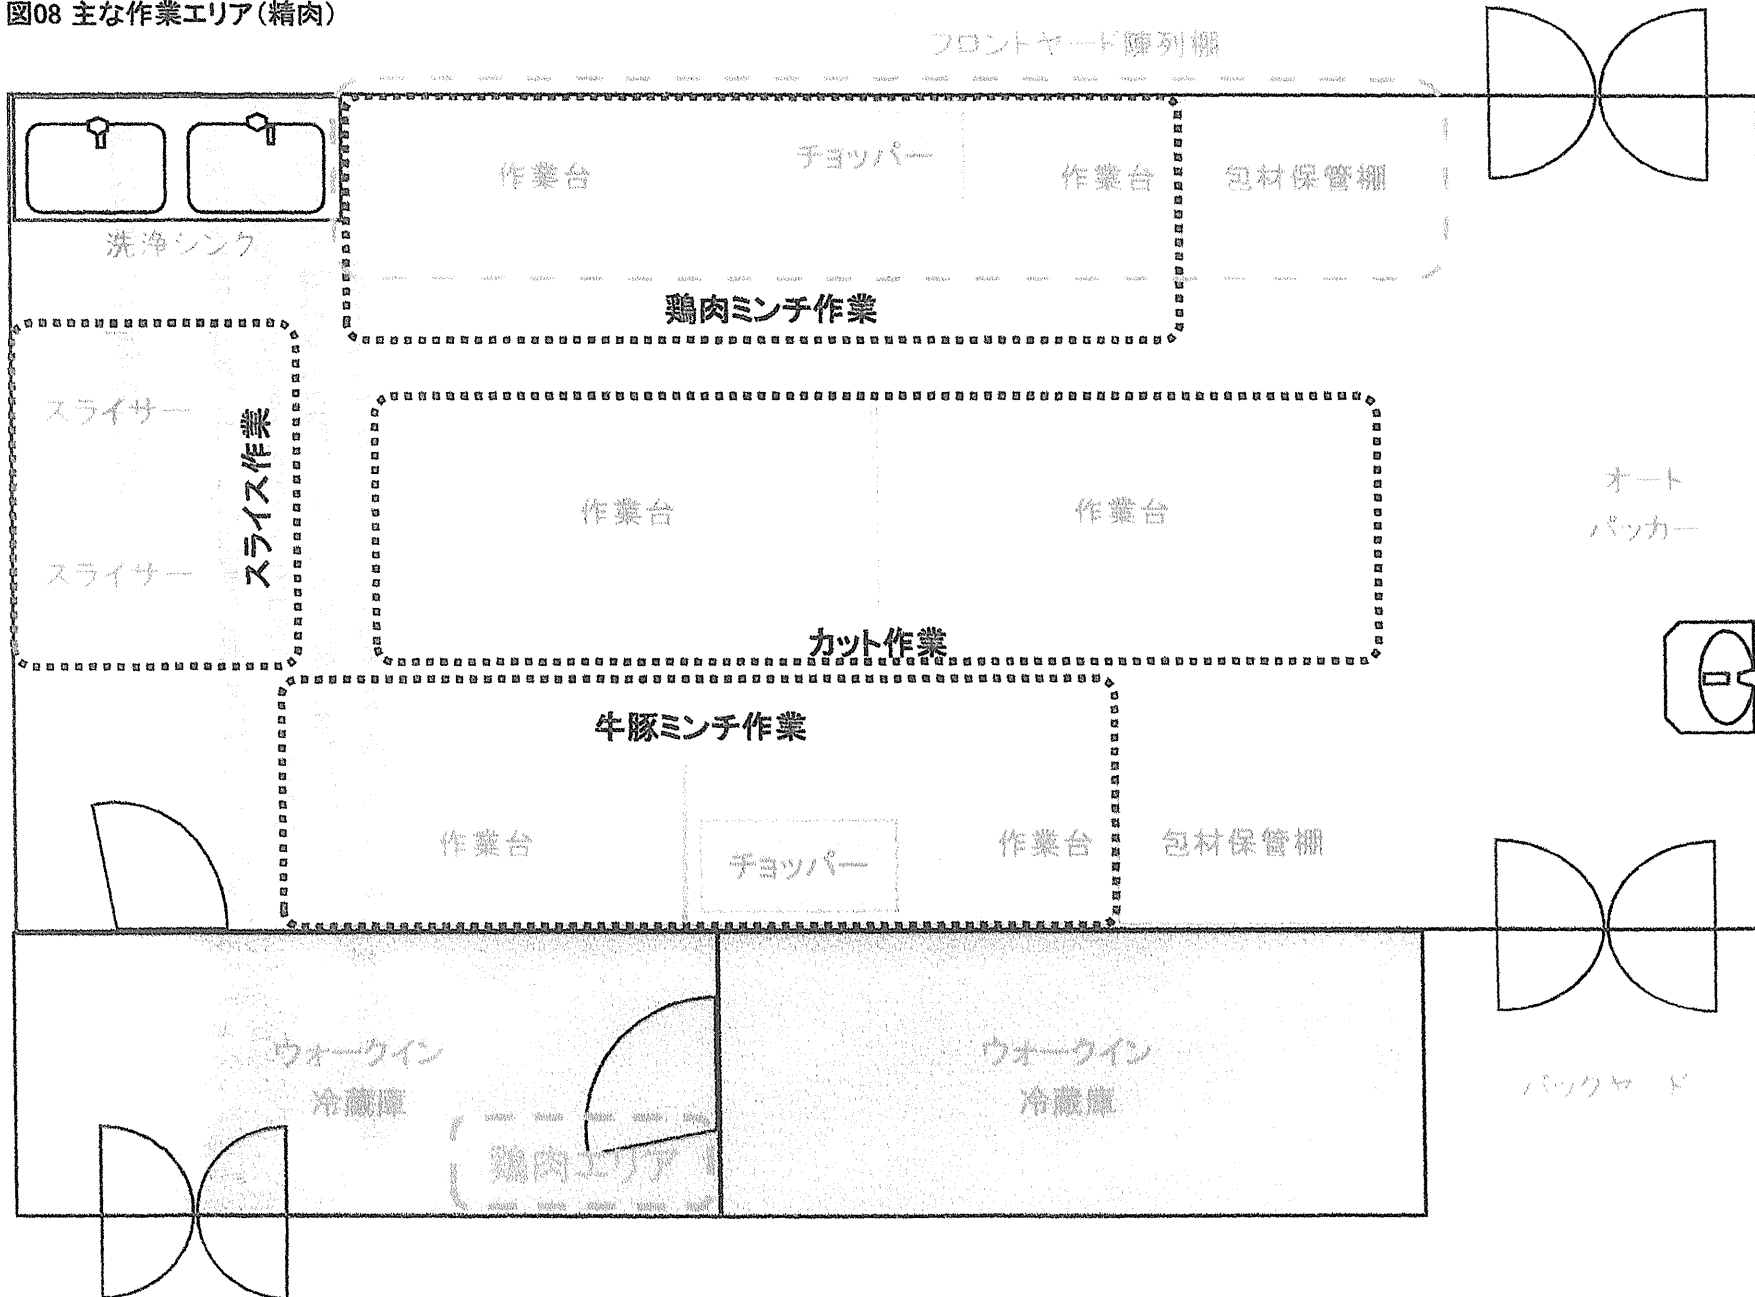 図08 主な作業エリア(精肉)
フロントヤード陳列棚
作業台
チョッパー
作業台
包材保管棚
洗浄シンク
鶏肉ミンチ作業
スライサー
スライス作業
スライサー
作業台
作業台
オート
パッカー
カット作業
牛豚ミンチ作業
作業台
チョッパー
作業台
包材保管棚
ウォークイン
冷蔵庫
ウォークイン
冷蔵庫
バックヤード
鶏肉エリア